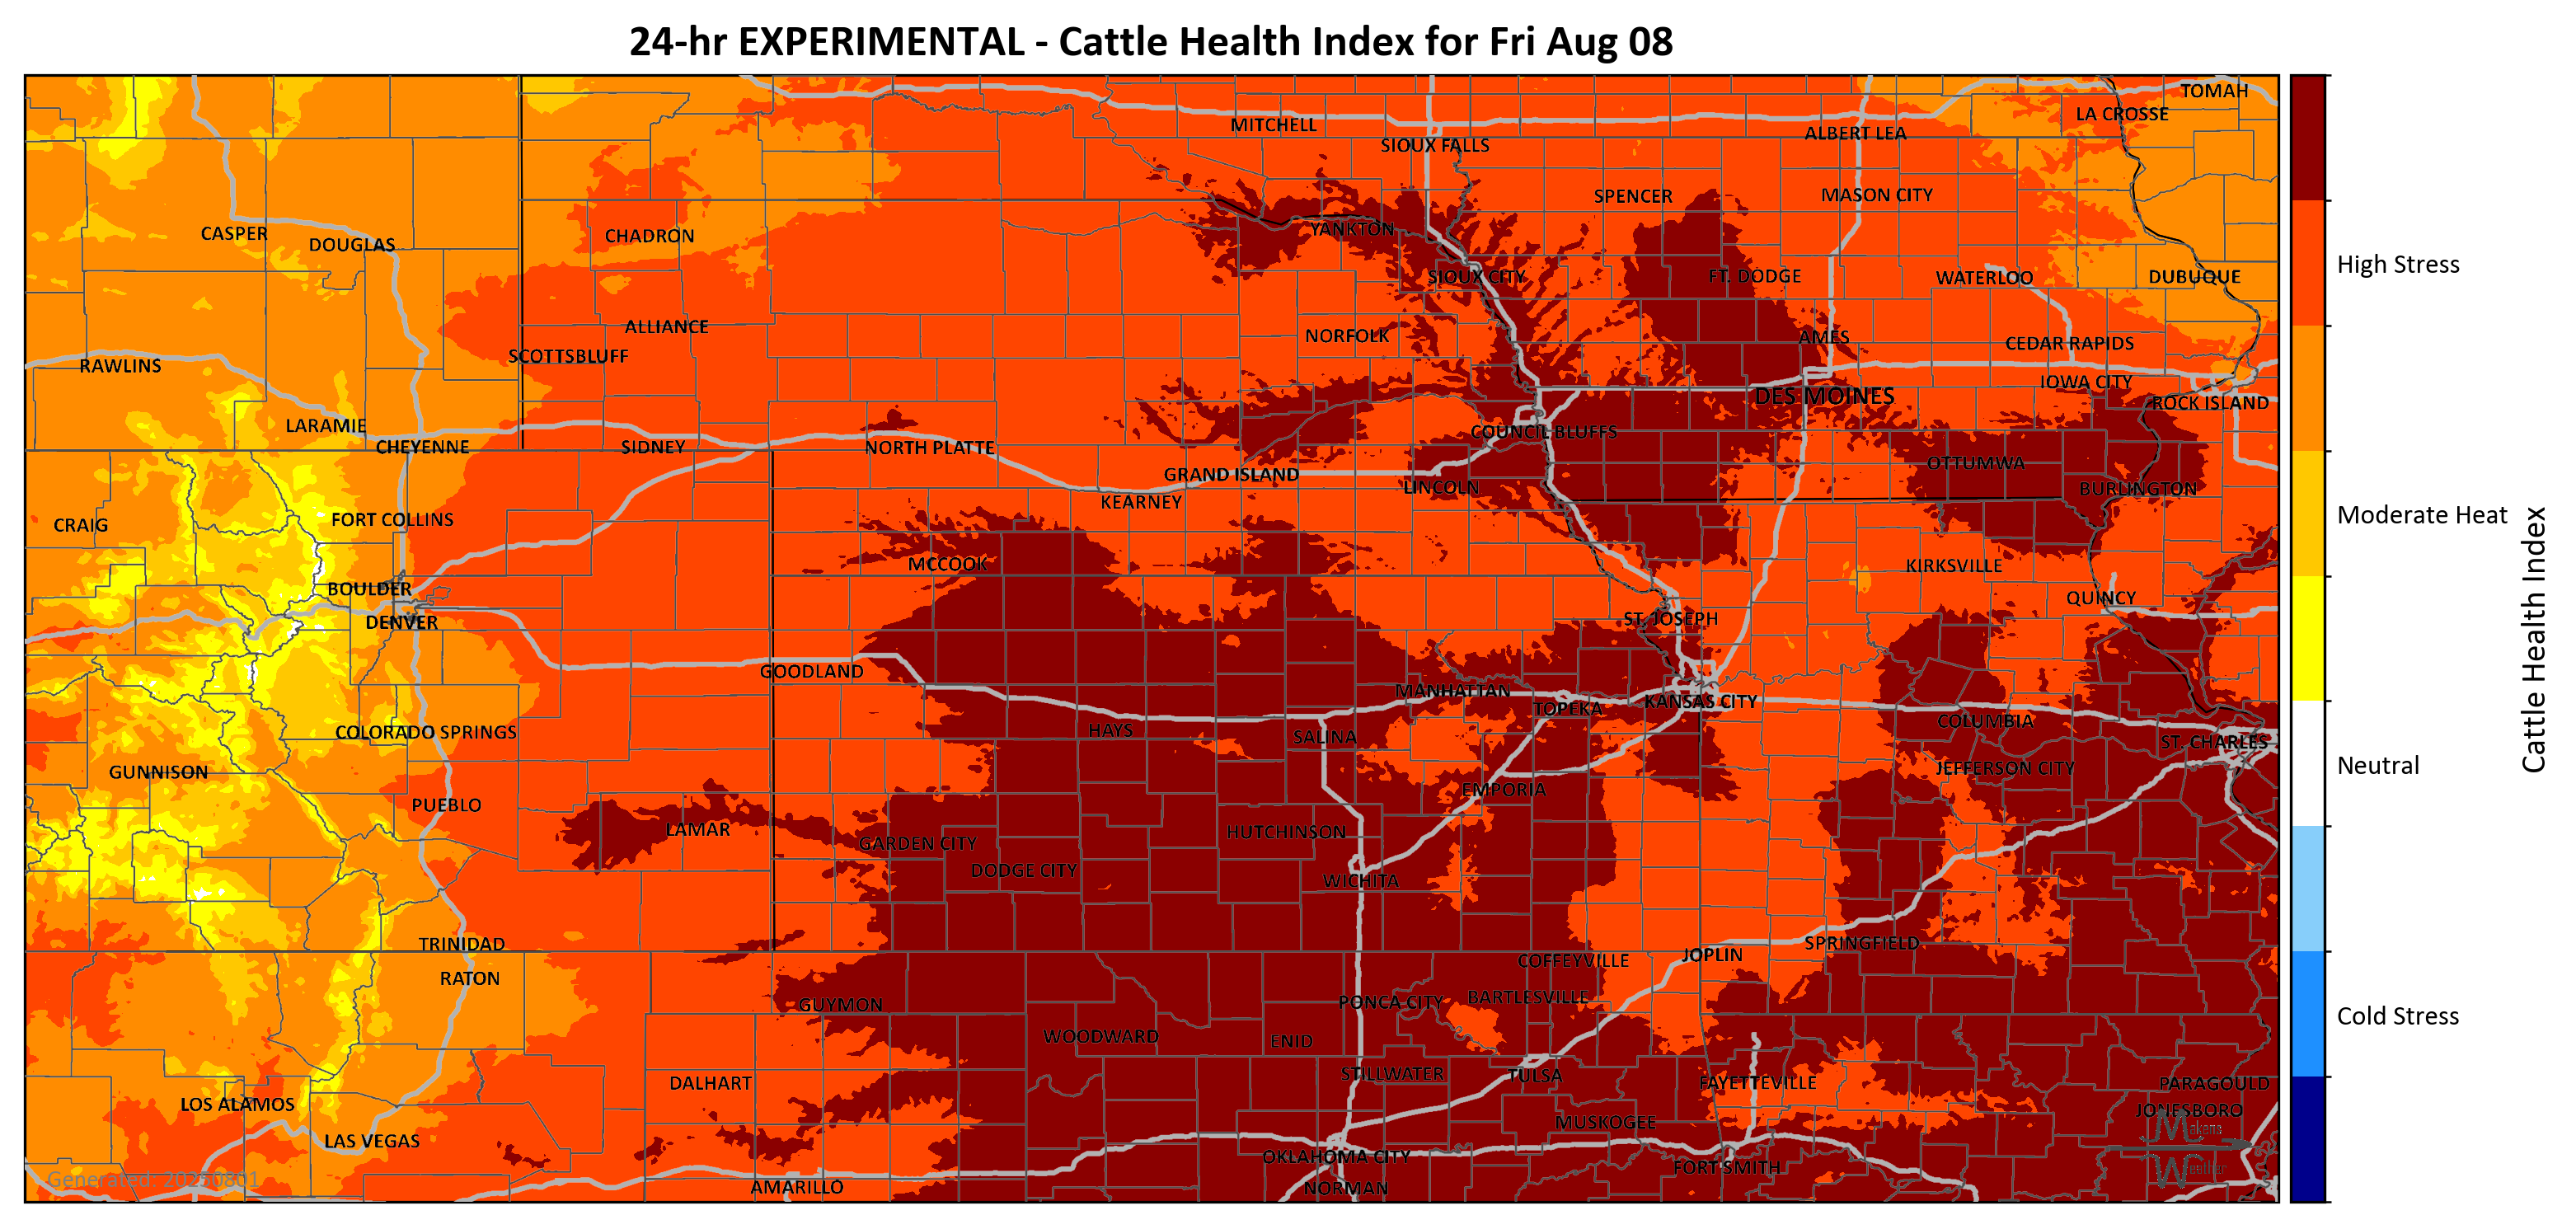 24-hr EXPERIMENTAL - Cattle Health Index for Fri Aug 08
TOMAH
LA CROSSE
MITCHELL
ALBERT LEA
SIOUX FALLS
SPENCER
MASON CITY
CASPER
DOUGLAS
CHADRON
YANKTON
SIOUX CITY
FT. DODGE
WATERLOO
DUBUQUE
High Stress
ALLIANCE
NORFOLK
AMES
CEDAR RAPIDS
SCOTTSBLUFF
RAWLINS
IOWA CITY
DES MOINES
ROCK ISLAND
LARAMIE
COUNCIL BLUFFS
CHEYENNE
SIDNEY
NORTH PLATTE
OTTUMWA
GRAND ISLAND
LINCOLN
BURLINGTON
KEARNEY
CRAIG
FORT COLLINS
Moderate Heat
MCCOOK
KIRKSVILLE
BOULDER
QUINCY
DENVER
ST. JOSEPH
Cattle Health Index
GOODLAND
MANHATTAN
TOPEKA
KANSAS CITY
COLUMBIA
COLORADO SPRINGS
HAYS
SALINA
ST. CHARLES
GUNNISON
JEFFERSON CITY
Neutral
PUEBLO
EMPORIA
LAMAR
GARDEN CITY
HUTCHINSON
DODGE CITY
WICHITA
TRINIDAD
SPRINGFIELD
JOPLIN
COFFEYVILLE
RATON
GUYMON
PONCA CITY
BARTLESVILLE
Cold Stress
WOODWARD
ENID
STILLWATER
TULSA
DALHART
FAYETTEVILLE
PARAGOULD
LOS ALAMOS
JONESBORO
MUSKOGEE
Makens
LAS VEGAS
OKLAHOMA CITY
FORT SMITH
Weather
Generated: 20250801
AMARILLO
NORMAN